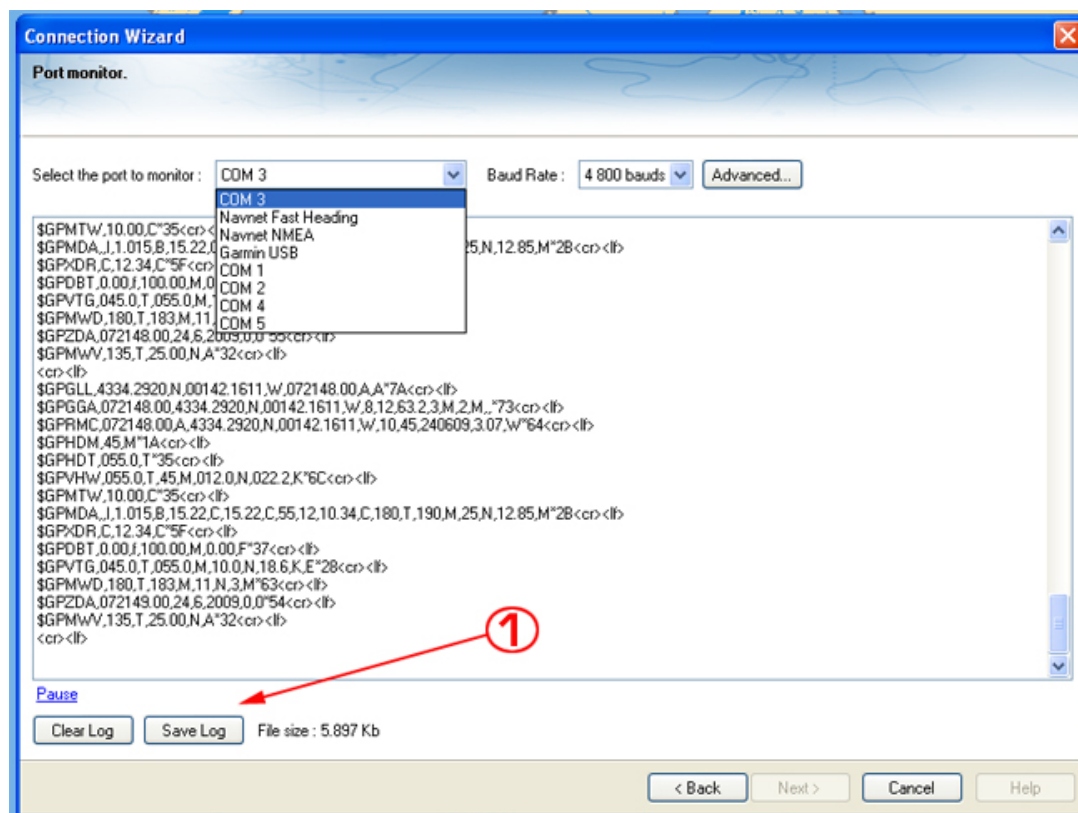 Connection Wizard
Port monitor.
Select the port to monitor : COM 3 Baud Rate : 4 800 bauds Advanced...
COM 3
Navnet Fast Heading
Navnet NMEA
Garmin USB
COM 1
COM 2
COM 4
COM 5
$GPMTW,10.00,C*35<cr>
$GPMDA,,I,1.015,B,15.22, 25,N,12.85,M*2B<cr><lf>
$GPXDR,C,12.34,C*5F<cr>
$GPDBT,0.00,f,100.00,M,0
$GPVTG,045.0,T,055.0,M,
$GPMWD,180,T,183,M,11,
$GPZDA,072148.00,24,6,2009,0,0*55<cr><lf>
$GPMWV,135,T,25.00,N,A*32<cr><lf>
<cr><lf>
$GPGLL,4334.2920,N,00142.1611,W,072148.00,A,A*7A<cr><lf>
$GPGGA,072148.00,4334.2920,N,00142.1611,W,8,12,63.2,3,M,2,M,,*73<cr><lf>
$GPRMC,072148.00,A,4334.2920,N,00142.1611,W,10,45,240609,3.07,W*64<cr><lf>
$GPHDM,45,M*1A<cr><lf>
$GPHDT,055.0,T*35<cr><lf>
$GPVHW,055.0,T,45,M,012.0,N,022.2,K*6C<cr><lf>
$GPMTW,10.00,C*35<cr><lf>
$GPMDA,,I,1.015,B,15.22,C,15.22,C,55,12,10.34,C,180,T,190,M,25,N,12.85,M*2B<cr><lf>
$GPXDR,C,12.34,C*5F<cr><lf>
$GPDBT,0.00,f,100.00,M,0.00,F*37<cr><lf>
$GPVTG,045.0,T,055.0,M,10.0,N,18.6,K,E*28<cr><lf>
$GPMWD,180,T,183,M,11,N,3,M*63<cr><lf>
$GPZDA,072149.00,24,6,2009,0,0*54<cr><lf>
$GPMWV,135,T,25.00,N,A*32<cr><lf>
<cr><lf>
1
Pause
Clear Log Save Log File size : 5.897 Kb
< Back Next > Cancel Help